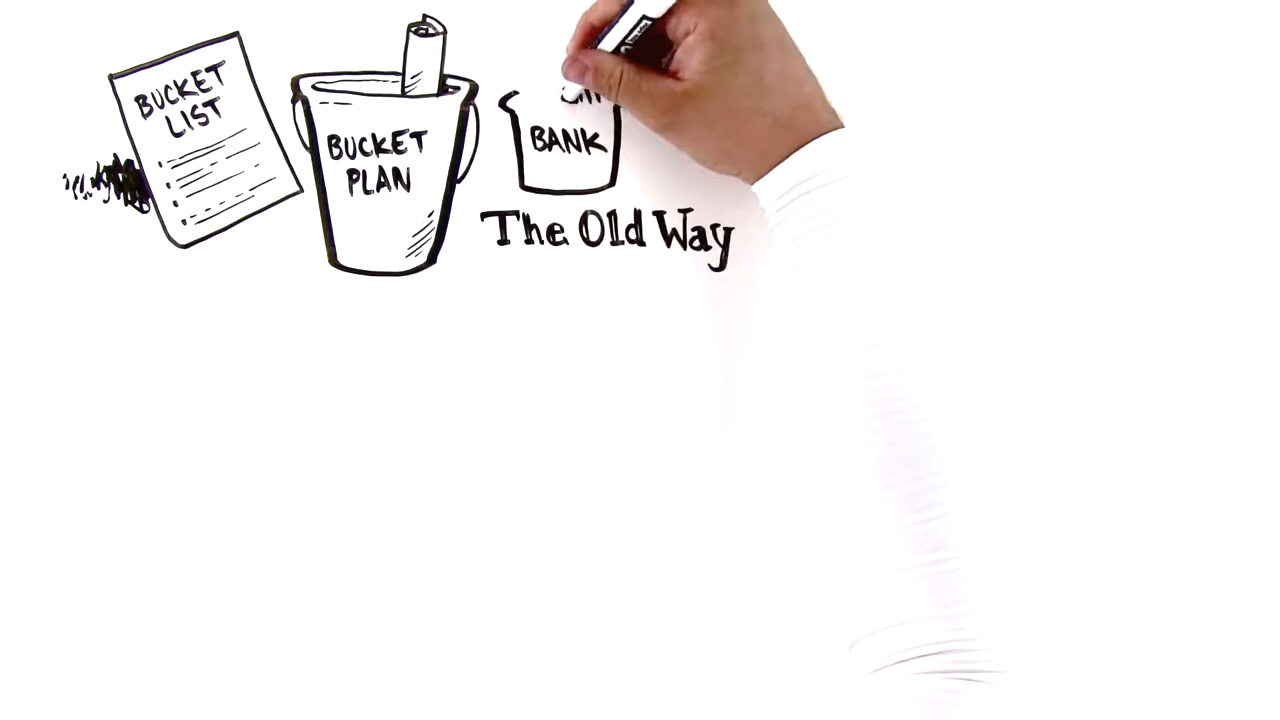 BUCKET
LIST
BUCKET
PLAN
BANK
The Old Way